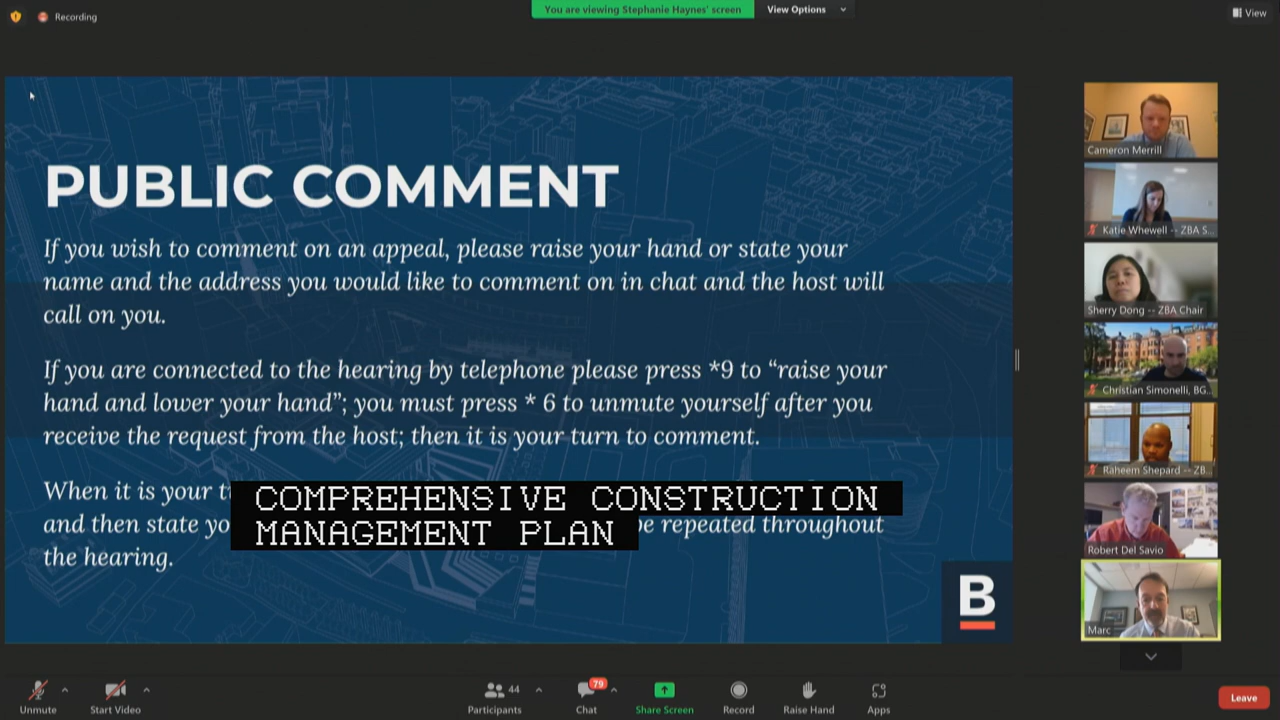 Recording
You are viewing Stephanie Haynes' screen
View Options
View
PUBLIC COMMENT
If you wish to comment on an appeal, please raise your hand or state your
name and the address you would like to comment on in chat and the host will
call on you.
If you are connected to the hearing by telephone please press *9 to “raise your
hand and lower your hand”; you must press * 6 to unmute yourself after you
receive the request from the host; then it is your turn to comment.
When it is your
COMPREHENSIVE CONSTRUCTION
and then state
MANAGEMENT PLAN
be repeated throughout
the hearing.
B
Cameron Merrill
Katie Whewell -- ZBA S...
Sherry Dong -- ZBA Chair
Christian Simonelli, BG...
Raheem Shepard -- ZB...
Robert Del Savio
Marc
Unmute
Start Video
Participants
44
Chat
79
Share Screen
Record
Raise Hand
Apps
Leave